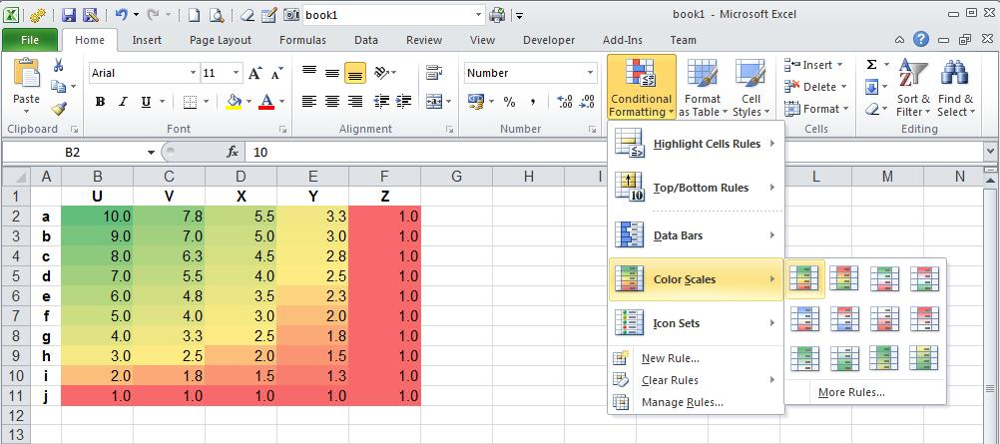 book1
book1 - Microsoft Excel
File Home Insert Page Layout Formulas Data Review View Developer Add-Ins Team
Paste
Clipboard
Arial 11
B I U A
Font
Alignment
Number
$ % ,
Number
Conditional Formatting
Format as Table
Cell Styles
Insert
Delete
Format
Cells
Σ
Sort & Filter
Find & Select
Editing
B2 fx 10
A B C D E F G H I L M N
1 U V X Y Z
2 a 10.0 7.8 5.5 3.3 1.0
3 b 9.0 7.0 5.0 3.0 1.0
4 c 8.0 6.3 4.5 2.8 1.0
5 d 7.0 5.5 4.0 2.5 1.0
6 e 6.0 4.8 3.5 2.3 1.0
7 f 5.0 4.0 3.0 2.0 1.0
8 g 4.0 3.3 2.5 1.8 1.0
9 h 3.0 2.5 2.0 1.5 1.0
10 i 2.0 1.8 1.5 1.3 1.0
11 j 1.0 1.0 1.0 1.0 1.0
12
13
Highlight Cells Rules
Top/Bottom Rules
Data Bars
Color Scales
Icon Sets
New Rule...
Clear Rules
Manage Rules...
More Rules...